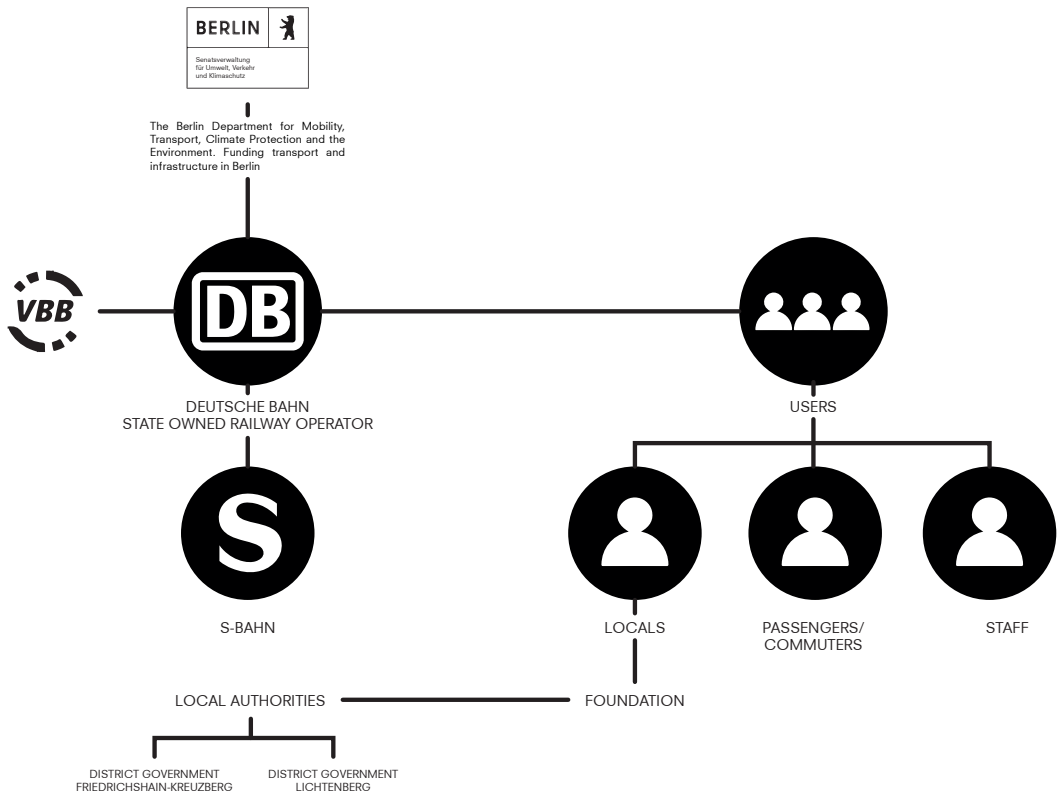 BERLIN
Senatsverwaltung
für Umwelt, Verkehr
und Klimaschutz
The Berlin Department for Mobility,
Transport, Climate Protection and the
Environment. Funding transport and
infrastructure in Berlin
VBB
DB
DEUTSCHE BAHN
STATE OWNED RAILWAY OPERATOR
USERS
S
S-BAHN
LOCALS
PASSENGERS/
COMMUTERS
STAFF
LOCAL AUTHORITIES
FOUNDATION
DISTRICT GOVERNMENT
FRIEDRICHSHAIN-KREUZBERG
DISTRICT GOVERNMENT
LICHTENBERG